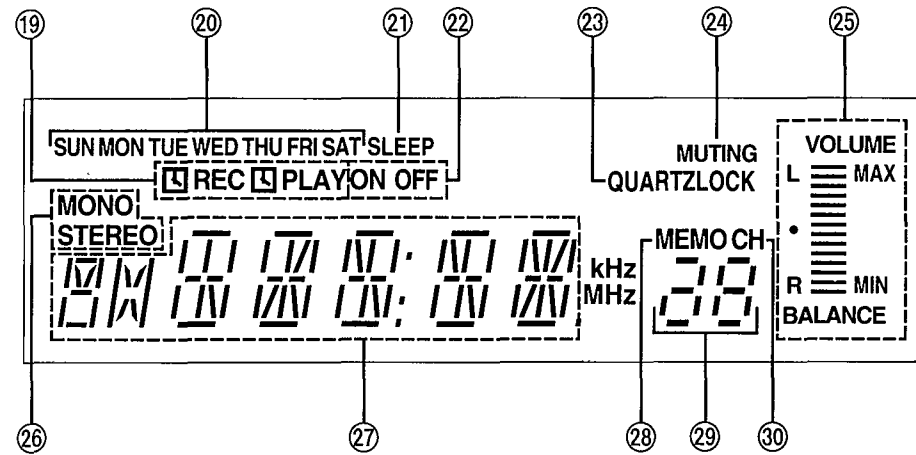 ⑲ ⑳ ㉑ ㉒ ㉓ ㉔ ㉕
SUN MON TUE WED THU FRI SAT SLEEP
REC PLAY ON OFF
MUTING
QUARTZLOCK
VOLUME
L MAX
R MIN
BALANCE
MONO
STEREO
kHz
MHz
MEMO CH
28
㉖ ㉗ ㉘ ㉙ ㉚